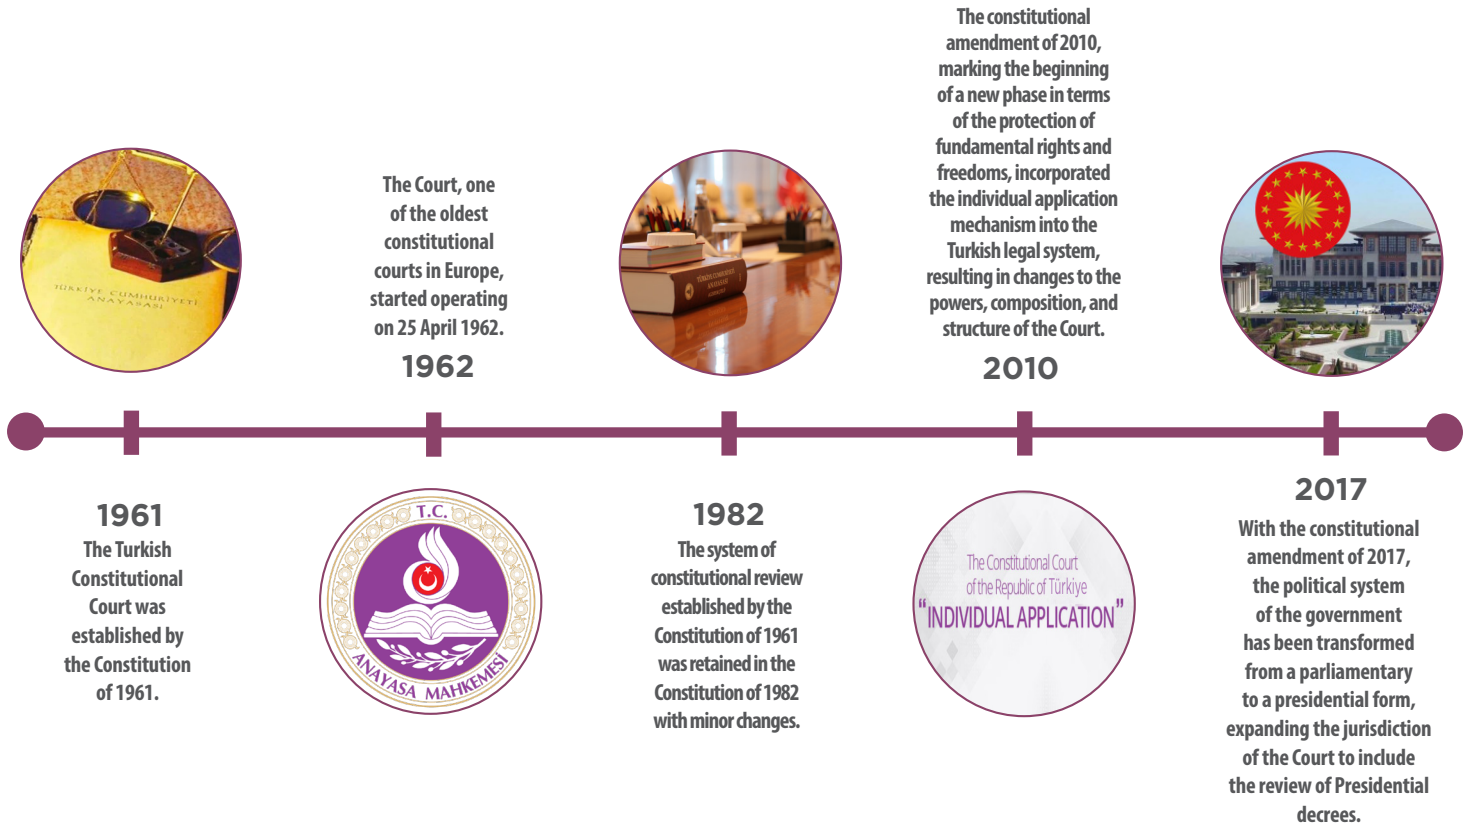 TÜRKİYE CUMHURİYETİ
ANAYASASI
1961
The Turkish
Constitutional
Court was
established by
the Constitution
of 1961.
The Court, one
of the oldest
constitutional
courts in Europe,
started operating
on 25 April 1962.
1962
T.C.
ANAYASA MAHKEMESİ
TÜRKİYE CUMHURİYETİ
ANAYASASI
1982
The system of
constitutional review
established by the
Constitution of 1961
was retained in the
Constitution of 1982
with minor changes.
The constitutional
amendment of 2010,
marking the beginning
of a new phase in terms
of the protection of
fundamental rights and
freedoms, incorporated
the individual application
mechanism into the
Turkish legal system,
resulting in changes to the
powers, composition, and
structure of the Court.
2010
The Constitutional Court
of the Republic of Türkiye
“INDIVIDUAL APPLICATION”
2017
With the constitutional
amendment of 2017,
the political system
of the government
has been transformed
from a parliamentary
to a presidential form,
expanding the jurisdiction
of the Court to include
the review of Presidential
decrees.